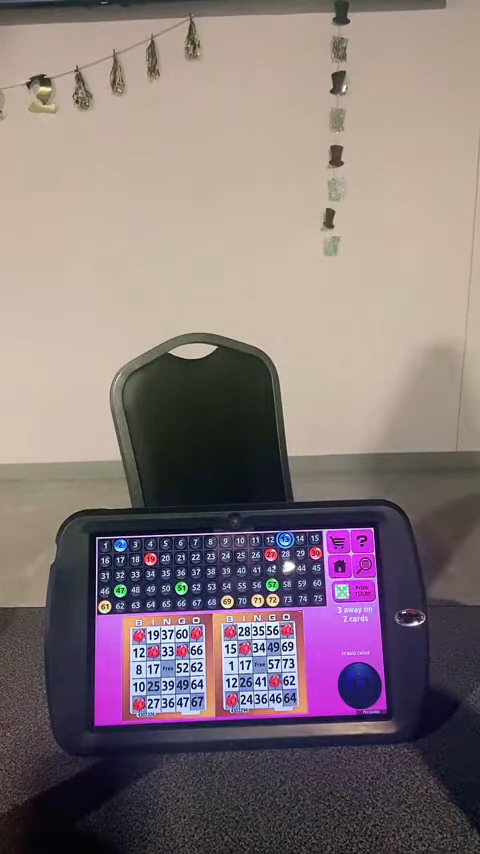 1 2 3 4 5 6 7 8 9 10 11 12 13 14 15
16 17 18 19 20 21 22 23 24 25 26 27 28 29 30
31 32 33 34 35 36 37 38 39 40 41 42 43 44 45
46 47 48 49 50 51 52 53 54 55 56 57 58 59 60
61 62 63 64 65 66 67 68 69 70 71 72 73 74 75
?
Prize:
3 away on
2 cards
B I N G O
19 37 60
12 33 66
8 17 Free 52 62
10 25 39 49 64
27 36 47 67
B I N G O
28 35 56
15 34 49 69
1 17 Free 57 73
12 26 41 62
24 36 46 64
Balls Called